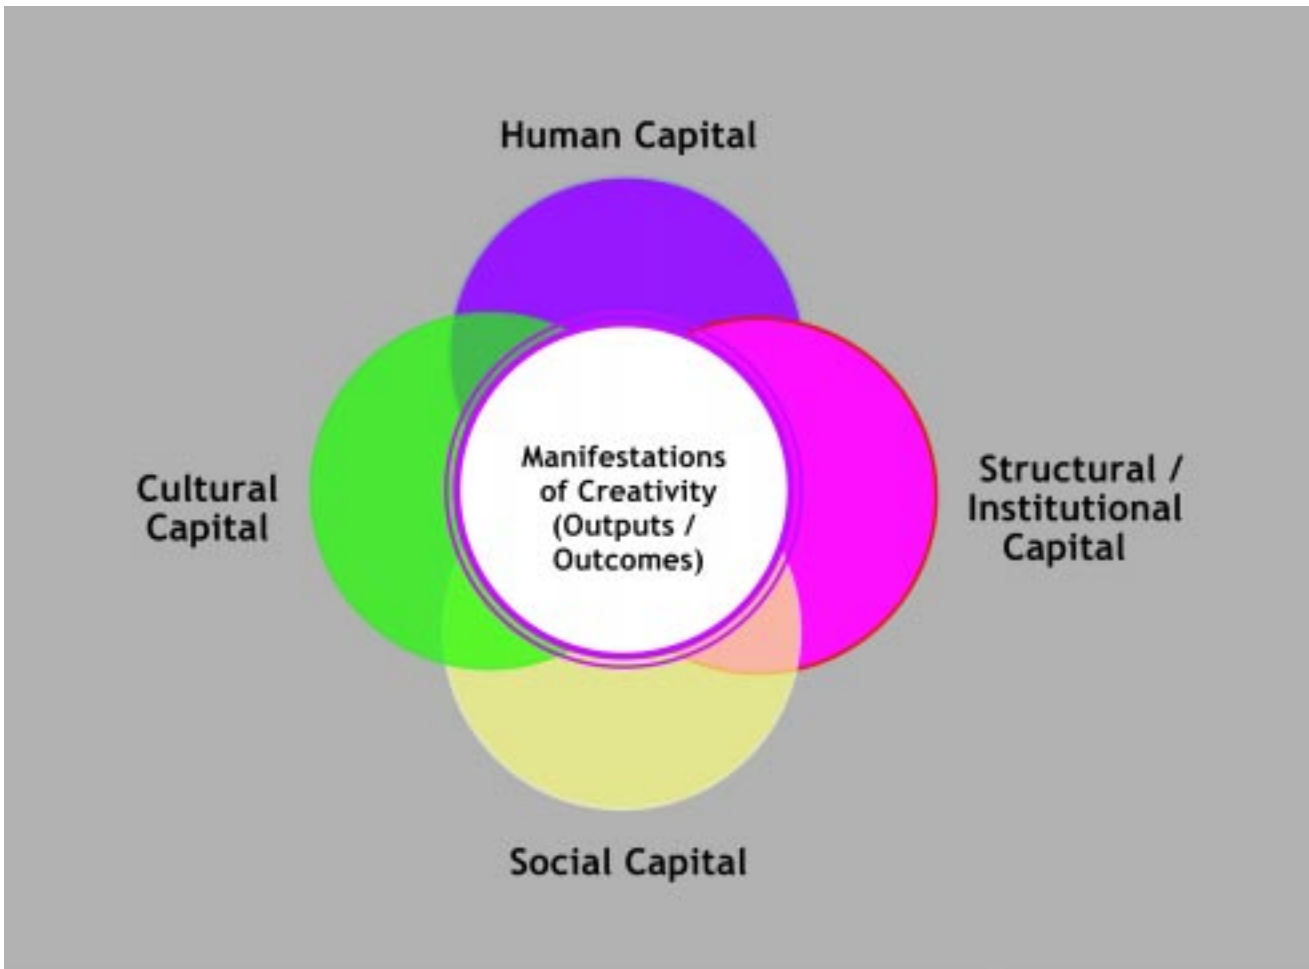 Human Capital
Manifestations
of Creativity
(Outputs /
Outcomes)
Cultural
Capital
Structural /
Institutional
Capital
Social Capital